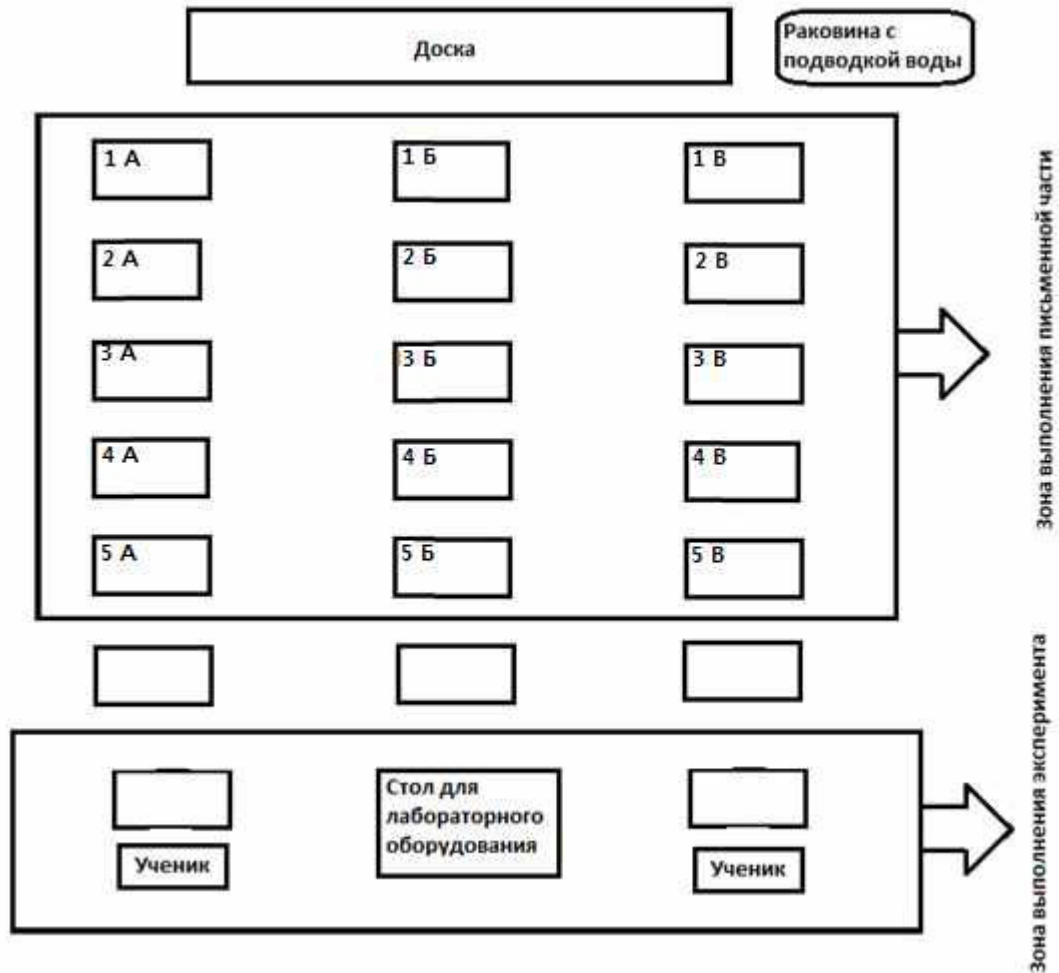 Доска
Раковина с
подводкой воды
1 А
1 Б
1 В
2 А
2 Б
2 В
3 А
3 Б
3 В
4 А
4 Б
4 В
5 А
5 Б
5 В
Зона выполнения письменной части
Стол для
лабораторного
оборудования
Ученик
Ученик
Зона выполнения эксперимента